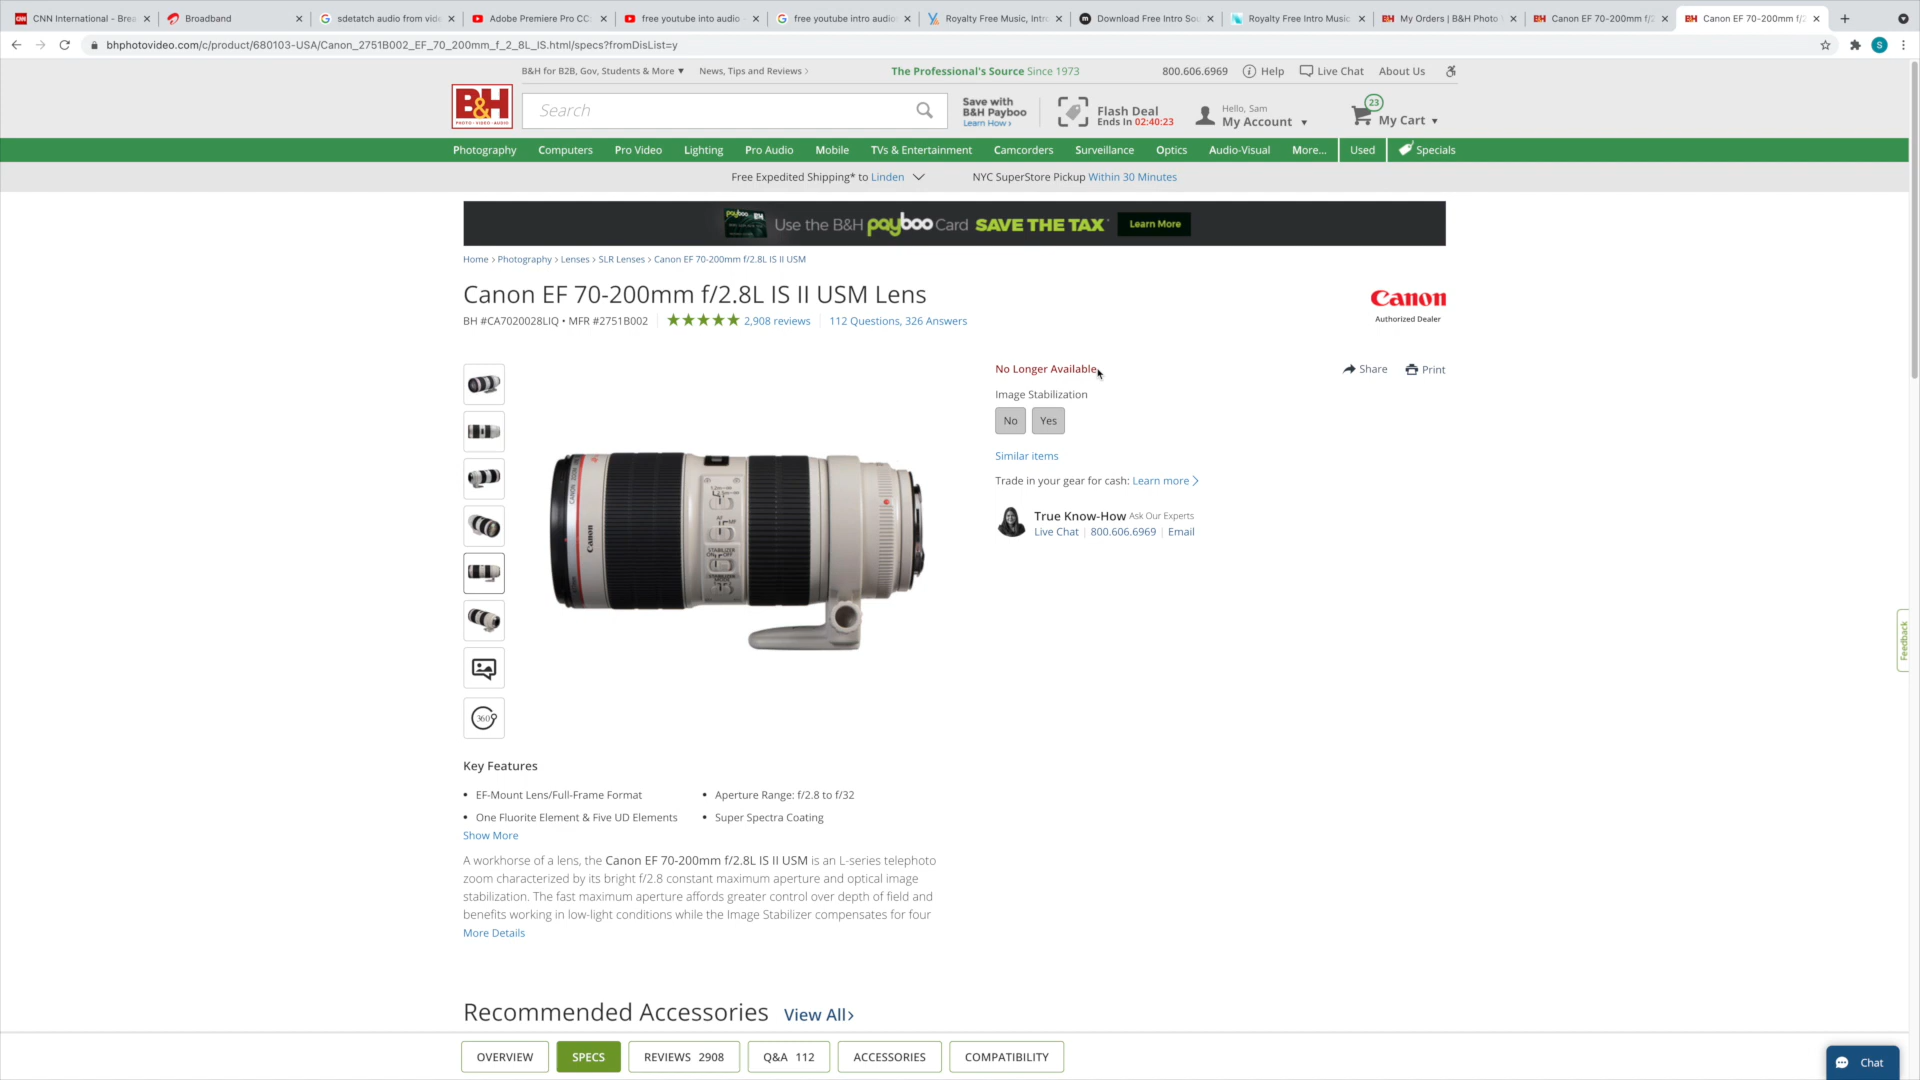 CNN International - Brea
Broadband
sdetatch audio from vide
Adobe Premiere Pro CC:
free youtube into audio -
free youtube intro audio
Royalty Free Music, Intr
Download Free Intro Sou
Royalty Free Intro Music
My Orders | B&H Photo
Canon EF 70-200mm f/2
Canon EF 70-200mm f/2
bhphotovideo.com/c/product/680103-USA/Canon_2751B002_EF_70_200mm_f_2_8L_IS.html/specs?fromDisList=y
S
B&H for B2B, Gov, Students & More
News, Tips and Reviews
The Professional's Source Since 1973
800.606.6969
Help
Live Chat
About Us
B&H
PHOTO · VIDEO · AUDIO
Search
Save with
B&H Payboo
Learn How
Flash Deal
Ends In 02:40:23
Hello, Sam
My Account
23
My Cart
Photography
Computers
Pro Video
Lighting
Pro Audio
Mobile
TVs & Entertainment
Camcorders
Surveillance
Optics
Audio-Visual
More...
Used
Specials
Free Expedited Shipping* to Linden
NYC SuperStore Pickup Within 30 Minutes
Use the B&H payboo Card SAVE THE TAX* Learn More
Home > Photography > Lenses > SLR Lenses > Canon EF 70-200mm f/2.8L IS II USM
Canon EF 70-200mm f/2.8L IS II USM Lens
BH #CA7020028LIQ • MFR #2751B002
2,908 reviews
112 Questions, 326 Answers
Canon
Authorized Dealer
No Longer Available
Share
Print
Image Stabilization
No
Yes
Similar items
Trade in your gear for cash: Learn more
True Know-How Ask Our Experts
Live Chat | 800.606.6969 | Email
Canon
360°
Feedback
Key Features
• EF-Mount Lens/Full-Frame Format
• Aperture Range: f/2.8 to f/32
• One Fluorite Element & Five UD Elements
• Super Spectra Coating
Show More
A workhorse of a lens, the Canon EF 70-200mm f/2.8L IS II USM is an L-series telephoto
zoom characterized by its bright f/2.8 constant maximum aperture and optical image
stabilization. The fast maximum aperture affords greater control over depth of field and
benefits working in low-light conditions while the Image Stabilizer compensates for four
More Details
Recommended Accessories View All
OVERVIEW
SPECS
REVIEWS 2908
Q&A 112
ACCESSORIES
COMPATIBILITY
Chat